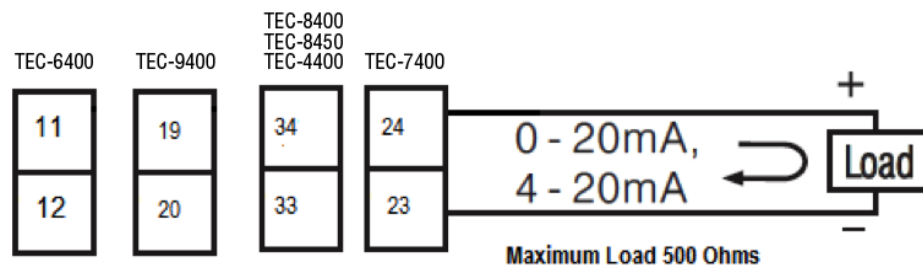 TEC-8400
TEC-8450
TEC-6400 TEC-9400 TEC-4400 TEC-7400
+
11 19 34 24
0 - 20mA,
Load
4 - 20mA
12 20 33 23
−
Maximum Load 500 Ohms